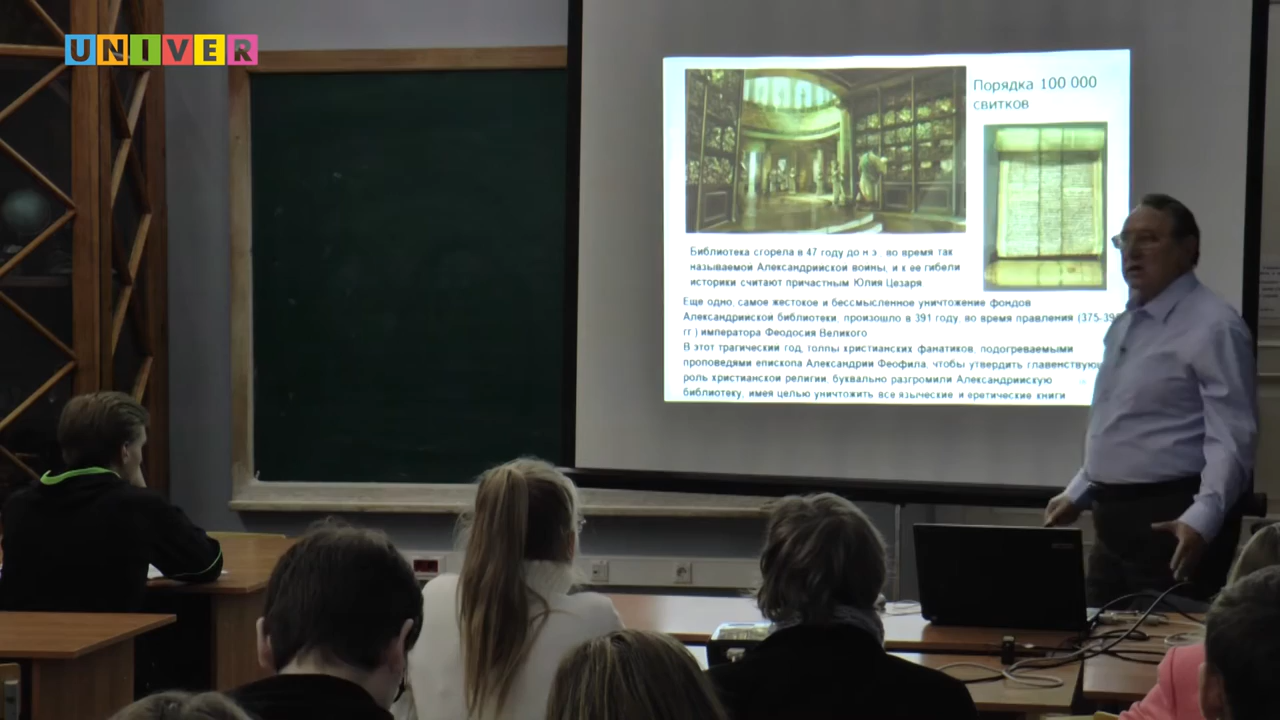 UNIVER
Порядка 100 000
свитков
Библиотека сгорела в 47 году до н э во время так
называемой Александрийской войны, и к ее гибели
историки считают причастным Юлия Цезаря
Еще одно, самое жестокое и бессмысленное уничтожение фондов
Александрийской библиотеки, произошло в 391 году, во время правления (375-39
гг.) императора Феодосия Великого
В этот трагический год, толпы христианских фанатиков, подогреваемыми
проповедями епископа Александрии Феофила, чтобы утвердить главенствую
роль христианской религии, буквально разгромили Александрийскую
библиотеку, имея целью уничтожить все языческие и еретические книги